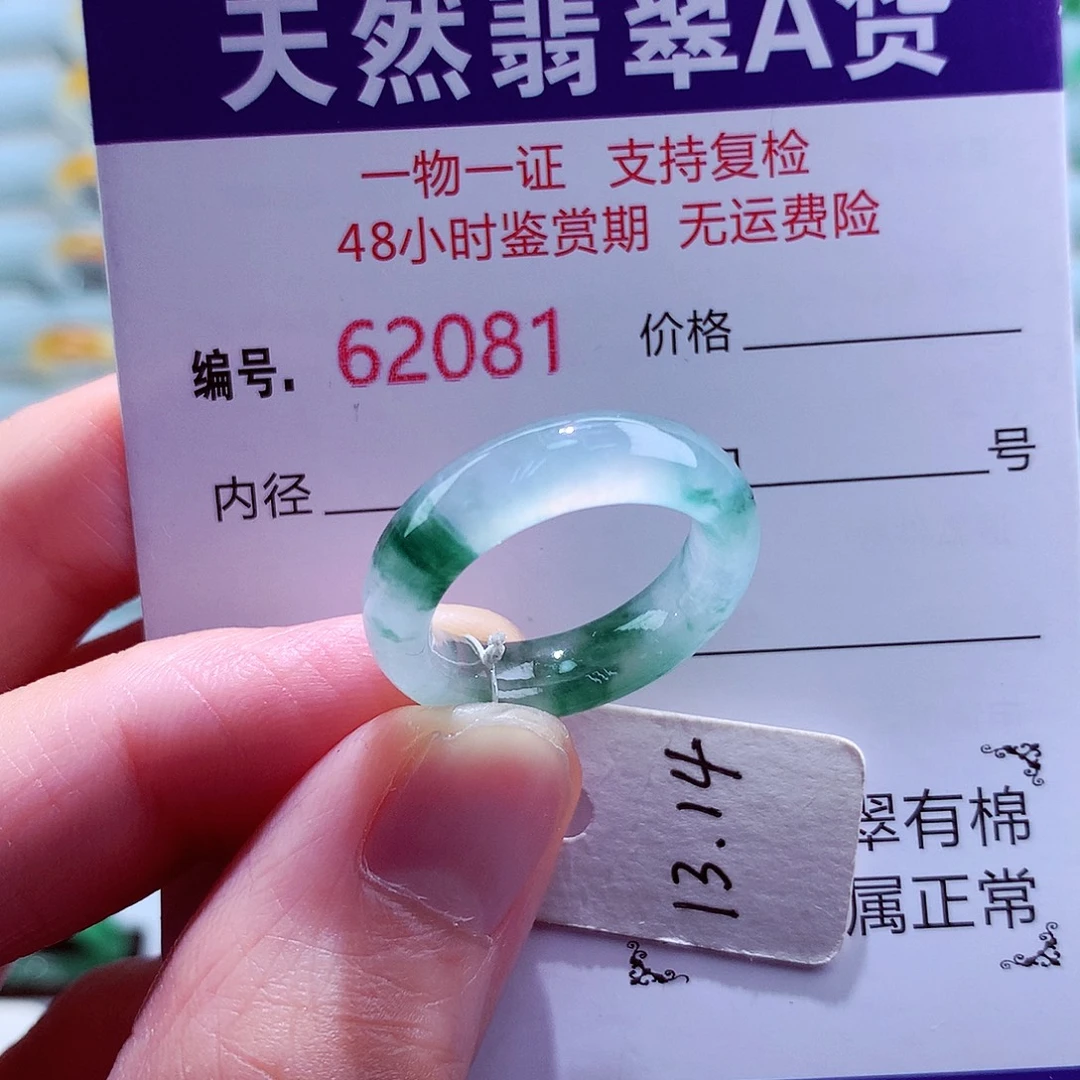 天然翡翠A货
一物一证 支持复检
48小时鉴赏期 无运费险
编号. 62081 价格
内径 号
13.14
翠有棉
属正常